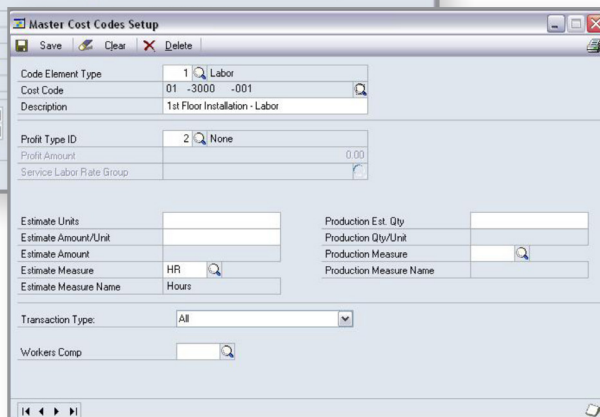 Master Cost Codes Setup
Save Clear Delete
Code Element Type 1 Labor
Cost Code 01 -3000 -001
Description 1st Floor Installation - Labor
Profit Type ID 2 None
Profit Amount 0.00
Service Labor Rate Group
Estimate Units Production Est. Qty
Estimate Amount/Unit Production Qty/Unit
Estimate Amount Production Measure
Estimate Measure HR Production Measure Name
Estimate Measure Name Hours
Transaction Type: All
Workers Comp